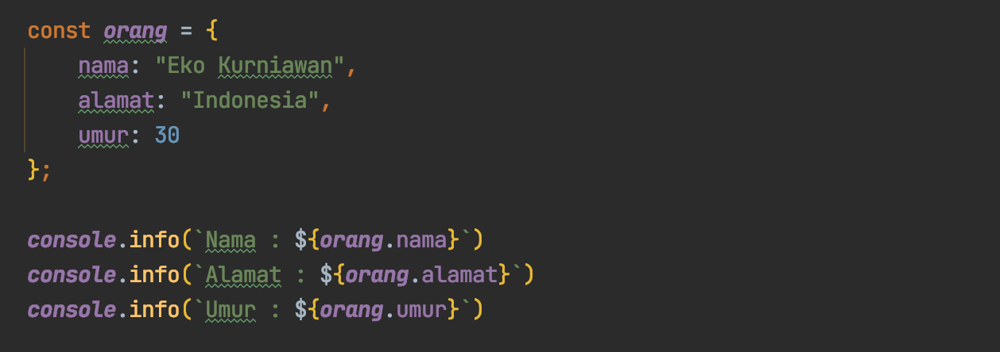 const orang = {
    nama: "Eko Kurniawan",
    alamat: "Indonesia",
    umur: 30
};
console.info(`Nama : ${orang.nama}`)
console.info(`Alamat : ${orang.alamat}`)
console.info(`Umur : ${orang.umur}`)